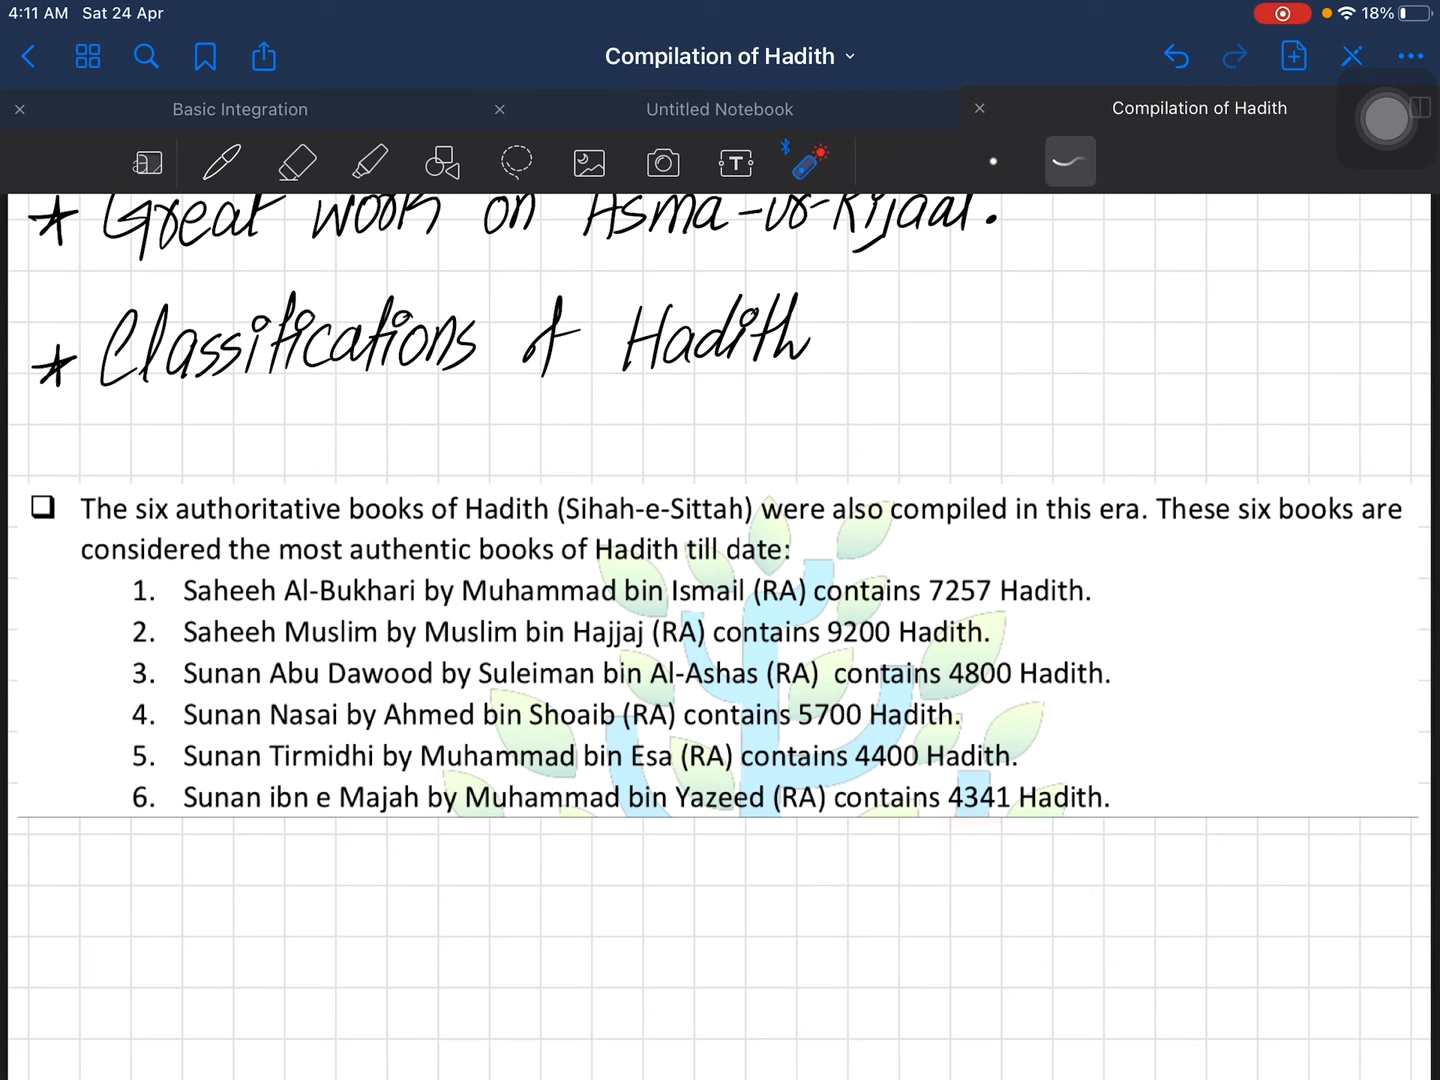 4:11 AM Sat 24 Apr 18%
Compilation of Hadith
Basic Integration Untitled Notebook Compilation of Hadith
T
★ Great work on Asma-ur-Rijaal.
★ Classifications of Hadith
❑ The six authoritative books of Hadith (Sihah-e-Sittah) were also compiled in this era. These six books are
considered the most authentic books of Hadith till date:
1. Saheeh Al-Bukhari by Muhammad bin Ismail (RA) contains 7257 Hadith.
2. Saheeh Muslim by Muslim bin Hajjaj (RA) contains 9200 Hadith.
3. Sunan Abu Dawood by Suleiman bin Al-Ashas (RA) contains 4800 Hadith.
4. Sunan Nasai by Ahmed bin Shoaib (RA) contains 5700 Hadith.
5. Sunan Tirmidhi by Muhammad bin Esa (RA) contains 4400 Hadith.
6. Sunan ibn e Majah by Muhammad bin Yazeed (RA) contains 4341 Hadith.